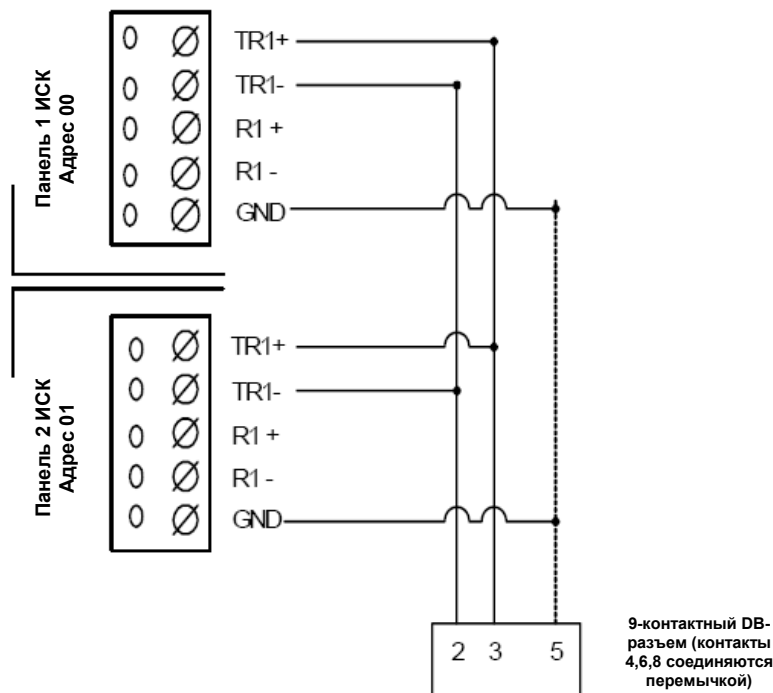 Панель 1 ИСК
Адрес 00
TR1+
TR1-
R1 +
R1 -
GND
Панель 2 ИСК
Адрес 01
TR1+
TR1-
R1 +
R1 -
GND
2 3 5
9-контактный DB-
разъем (контакты
4,6,8 соединяются
перемычкой)